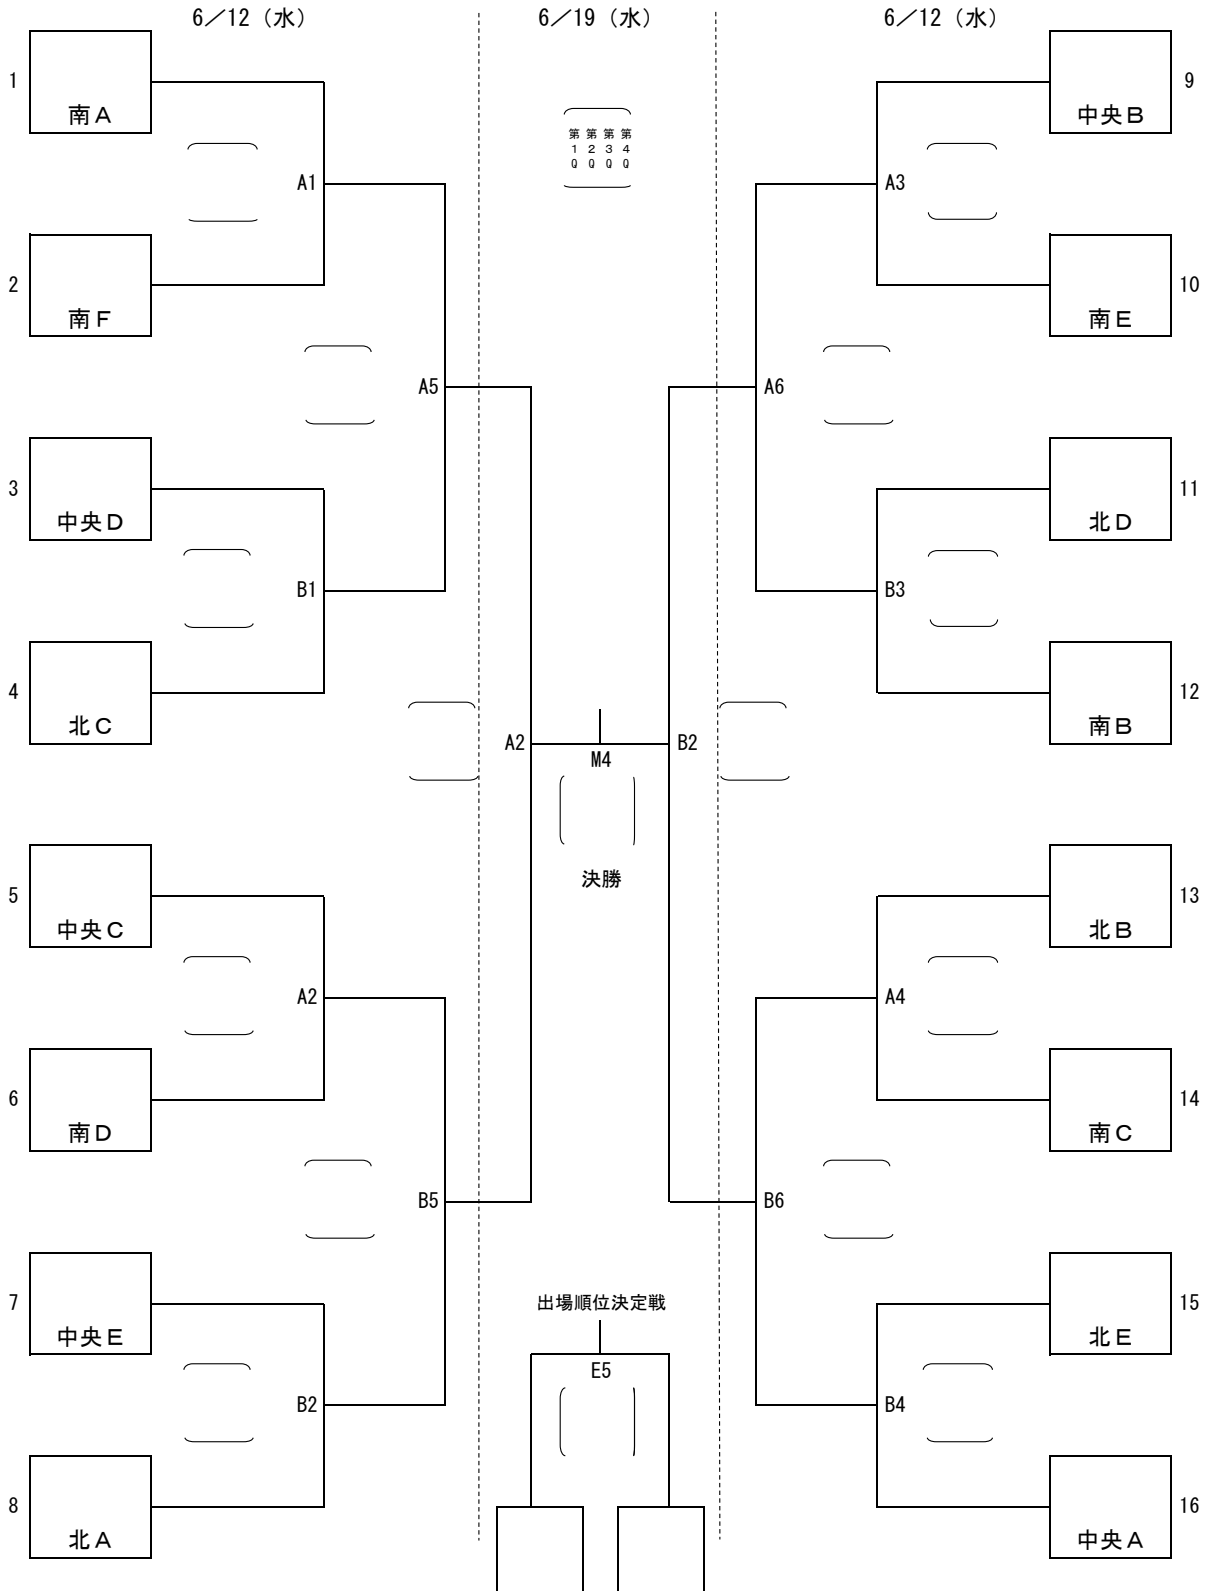 6／12（水）
6／19（水）
6／12（水）
1
南A
9
中央B
第1Q
第2Q
第3Q
第4Q
A1
A3
2
南F
10
南E
A5
A6
3
中央D
11
北D
B1
B3
4
北C
12
南B
A2
M4
B2
決勝
5
中央C
13
北B
A2
A4
6
南D
14
南C
B5
B6
7
中央E
出場順位決定戦
15
北E
E5
B2
B4
8
北A
16
中央A